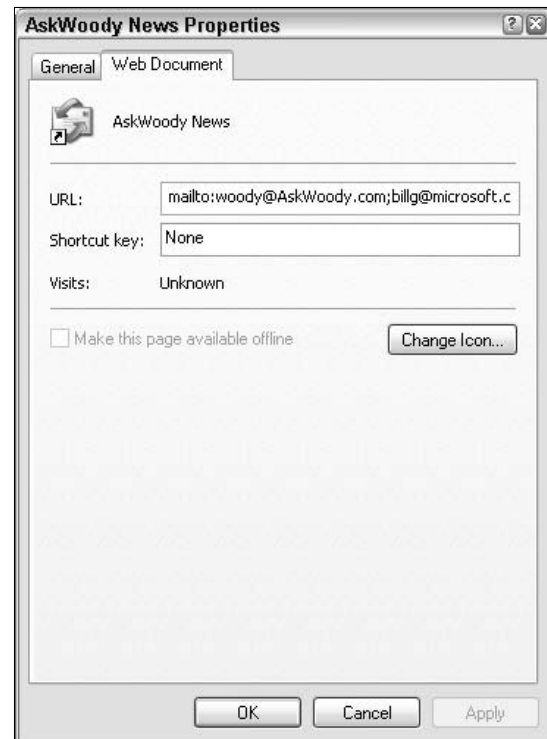 AskWoody News Properties
General Web Document
AskWoody News
URL: mailto:woody@AskWoody.com;billg@microsoft.c
Shortcut key: None
Visits: Unknown
Make this page available offline Change Icon...
OK Cancel Apply